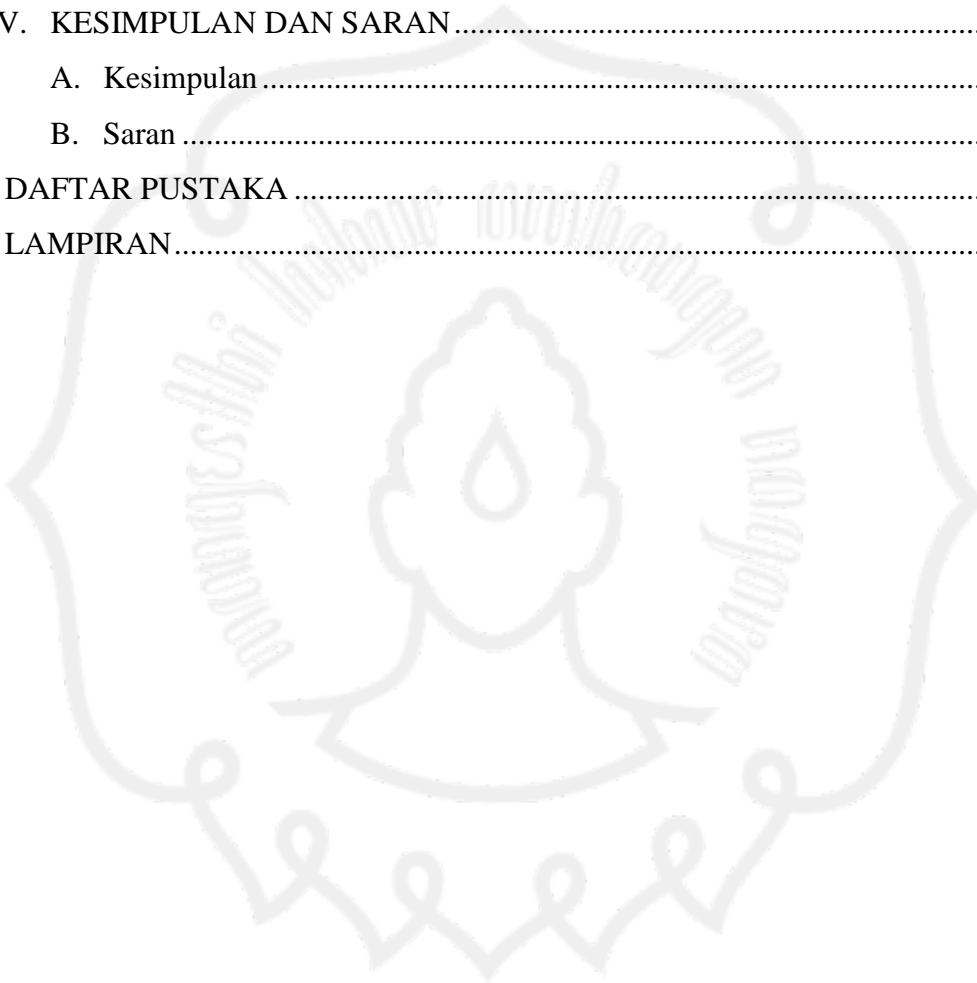 V. KESIMPULAN DAN SARAN ................................................................
A. Kesimpulan ........................................................................................
B. Saran ..................................................................................................
DAFTAR PUSTAKA ....................................................................................
LAMPIRAN ...................................................................................................